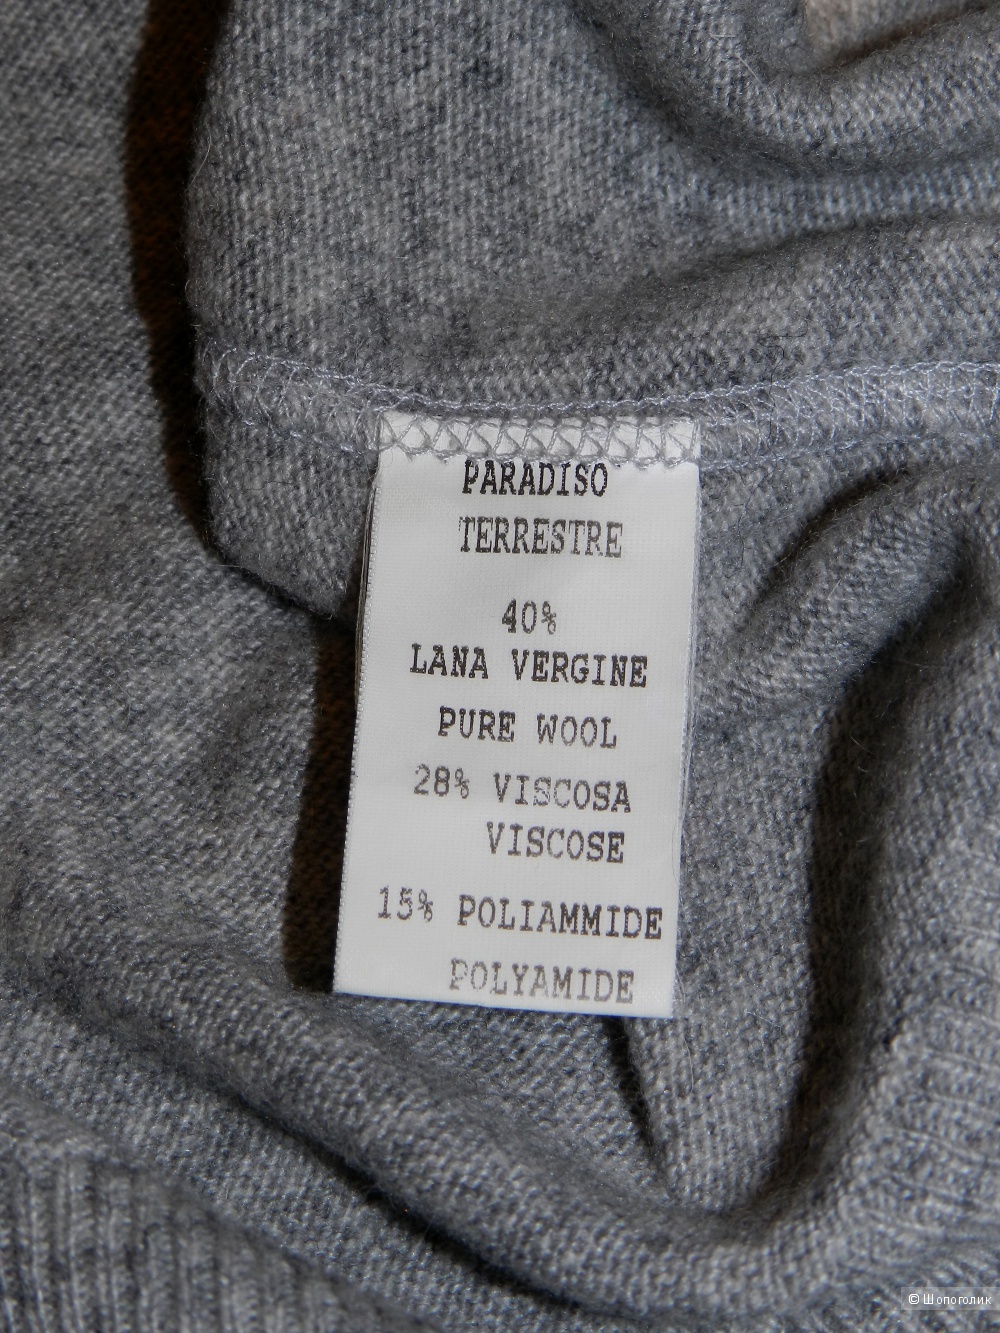 PARADISO
TERRESTRE
40%
LANA VERGINE
PURE WOOL
28% VISCOSA
VISCOSE
15% POLIAMMIDE
POLYAMIDE
© Шопоголик